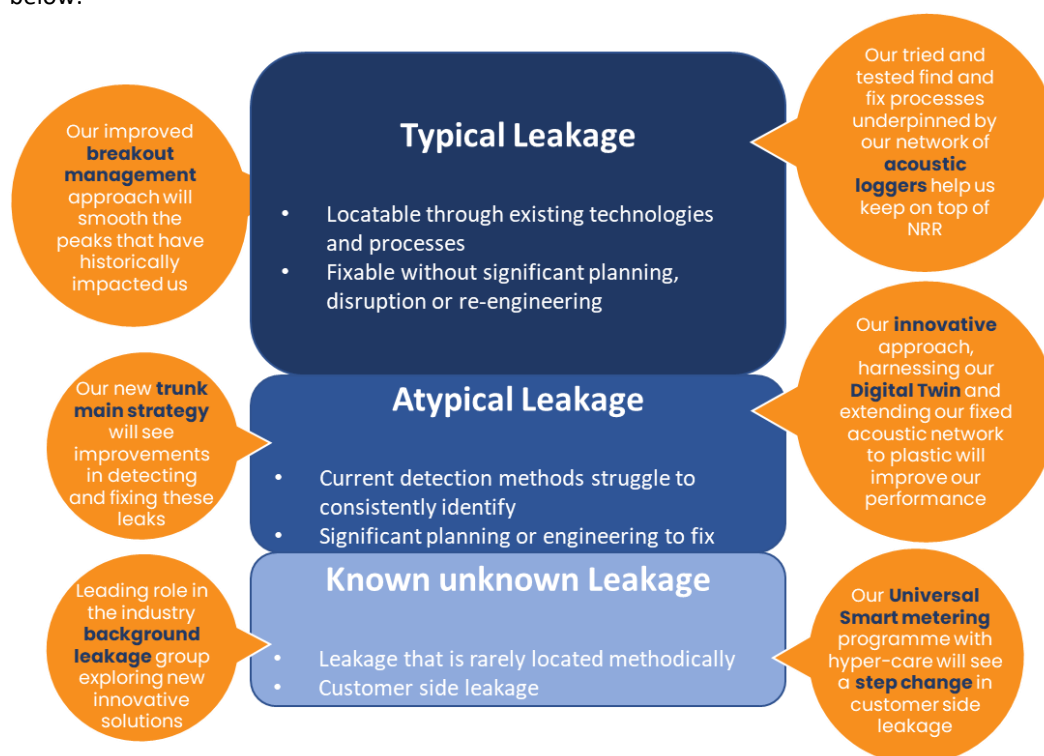 below:
Our improved
breakout
management
approach will
smooth the
peaks that have
historically
impacted us
Typical Leakage
• Locatable through existing technologies
and processes
• Fixable without significant planning,
disruption or re-engineering
Our tried and
tested find and
fix processes
underpinned by
our network of
acoustic
loggers help us
keep on top of
NRR
Our new trunk
main strategy
will see
improvements
in detecting
and fixing these
leaks
Atypical Leakage
• Current detection methods struggle to
consistently identify
• Significant planning or engineering to fix
Our innovative
approach,
harnessing our
Digital Twin and
extending our fixed
acoustic network
to plastic will
improve our
performance
Leading role in
the industry
background
leakage group
exploring new
innovative
solutions
Known unknown Leakage
• Leakage that is rarely located methodically
• Customer side leakage
Our Universal
Smart metering
programme with
hyper-care will see
a step change in
customer side
leakage